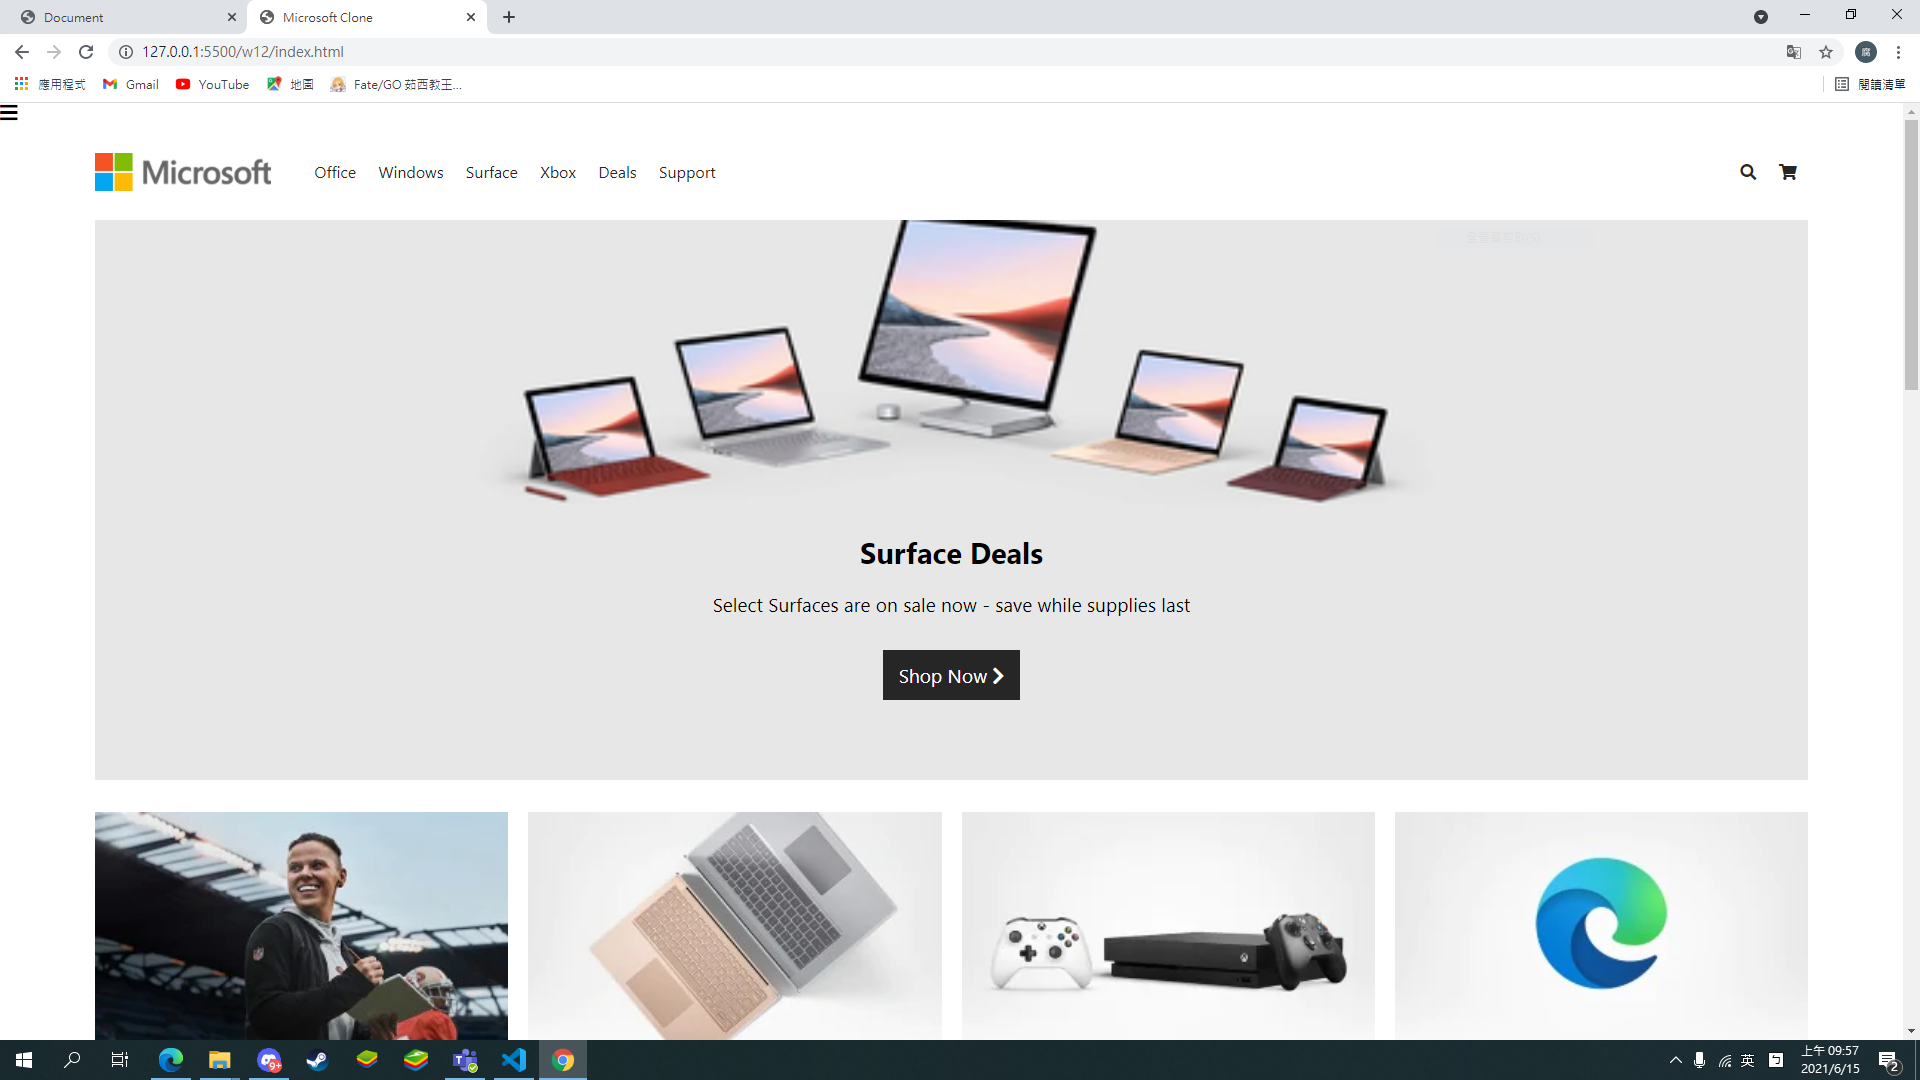 Document
Microsoft Clone
127.0.0.1:5500/w12/index.html
應用程式
Gmail
YouTube
地圖
Fate/GO 茹西教王...
閱讀清單
Microsoft
Office
Windows
Surface
Xbox
Deals
Support
Surface Deals
Select Surfaces are on sale now - save while supplies last
Shop Now
9+
英
上午 09:57
2021/6/15
2